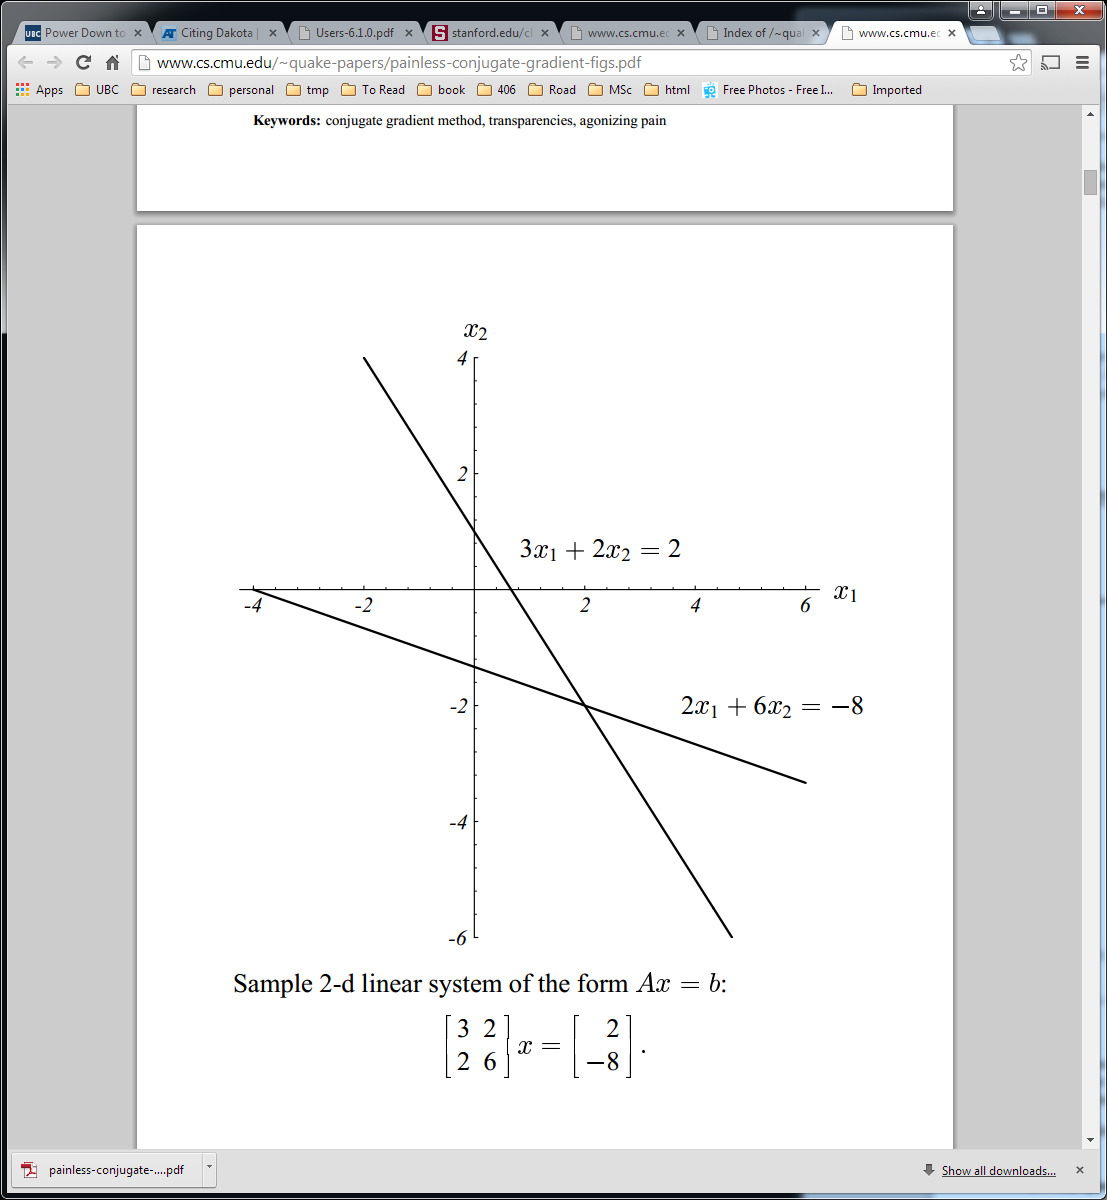 Power Down to
Citing Dakota |
Users-6.1.0.pdf
stanford.edu/cl
www.cs.cmu.ec
Index of /~qual
www.cs.cmu.ec
www.cs.cmu.edu/~quake-papers/painless-conjugate-gradient-figs.pdf
Apps UBC research personal tmp To Read book 406 Road MSc html Free Photos - Free I... Imported
Keywords: conjugate gradient method, transparencies, agonizing pain
x2
4
2
3x1 + 2x2 = 2
x1
-4 -2 2 4 6
-2
2x1 + 6x2 = −8
-4
-6
Sample 2-d linear system of the form Ax = b:
[3 2] x = [2]
[2 6] [−8].
painless-conjugate-....pdf
Show all downloads...